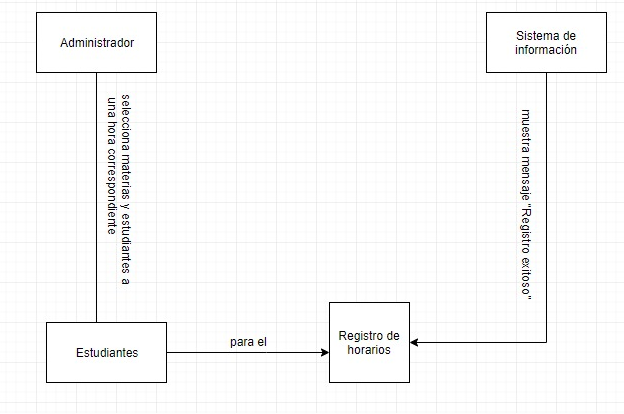 Administrador
Sistema de
información
selecciona materias y estudiantes a
una hora correspondiente
muestra mensaje "Registro exitoso"
Estudiantes
para el
Registro de
horarios